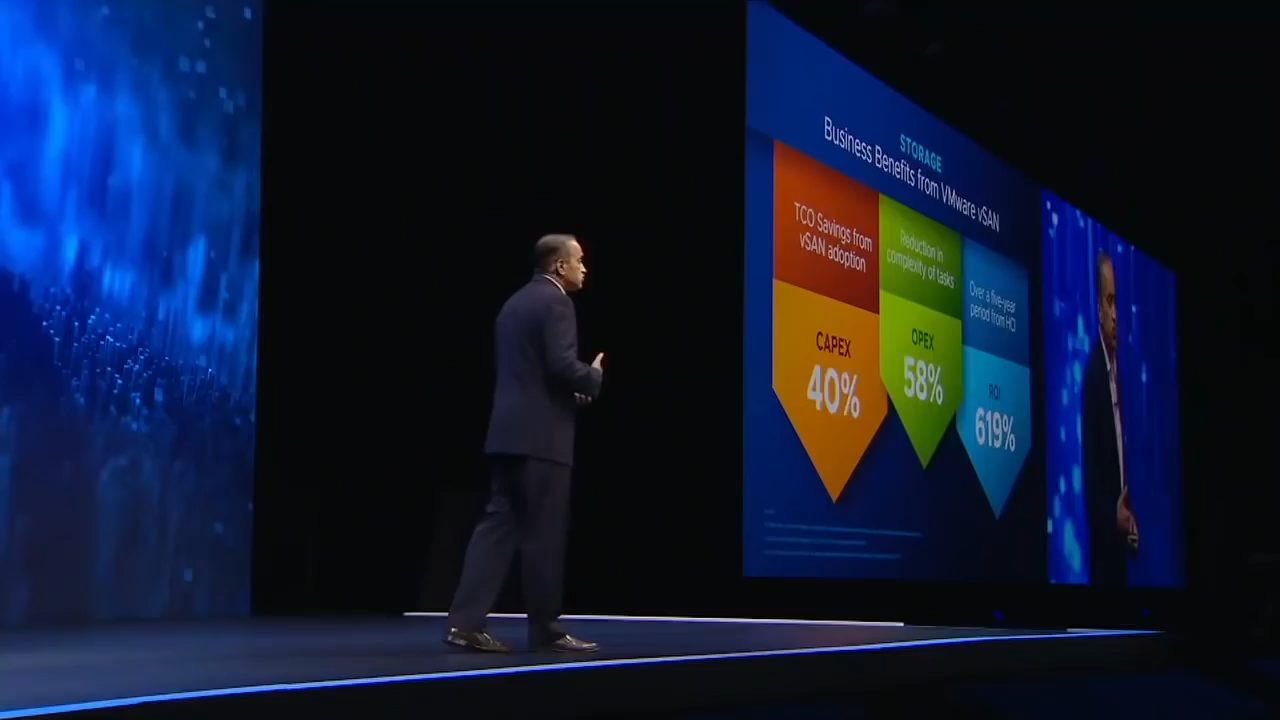 STORAGE
Business Benefits from VMware vSAN
TCO Savings from
vSAN adoption
CAPEX
40%
Reduction in
complexity of tasks
OPEX
58%
Over a five-year
period from HCI
ROI
619%